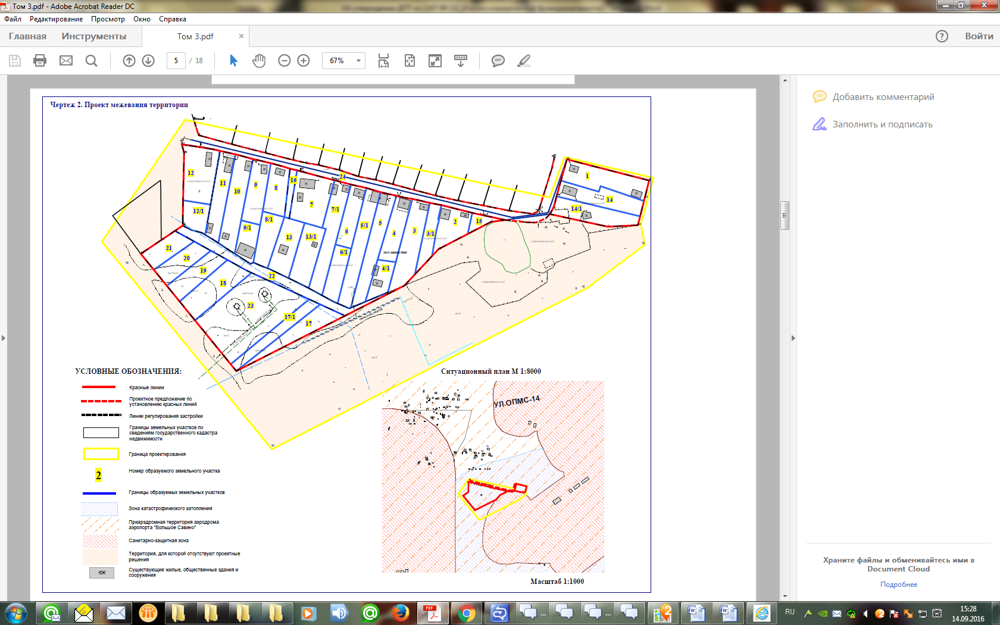 Том 3.pdf - Adobe Acrobat Reader DC
Файл Редактирование Просмотр Окно Справка
Главная Инструменты Том 3.pdf × Войти
5 / 18 67%
Добавить комментарий
Заполнить и подписать
Чертеж 2. Проект межевания территории
12 11 10 9 8 16 24 1
7 14
12/1 9/1 8/1 7/1 14/1
13 13/1 6 5/1 5 4 3 3/1 2 15
6/1 4/1
21 20 19 18 22
23 17/1 17
УСЛОВНЫЕ ОБОЗНАЧЕНИЯ:
Красные линии
Проектное предложение по
установлению красных линий
Линии регулирования застройки
Границы земельных участков по
сведениям государственного кадастра
недвижимости
Граница проектирования
2 Номер образуемого земельного участка
Границы образуемых земельных участков
Зона катастрофического затопления
Приаэродромная территория аэродрома
аэропорта "Большое Савино"
Санитарно-защитная зона
Территория, для которой отсутствуют проектные
решения
КЖ Существующие жилые, общественные здания и
сооружения
Ситуационный план М 1:8000
УЛ.ОПМС-14
Масштаб 1:1000
Храните файлы и обменивайтесь ими в
Document Cloud
Подробнее
RU
15:28
14.09.2016